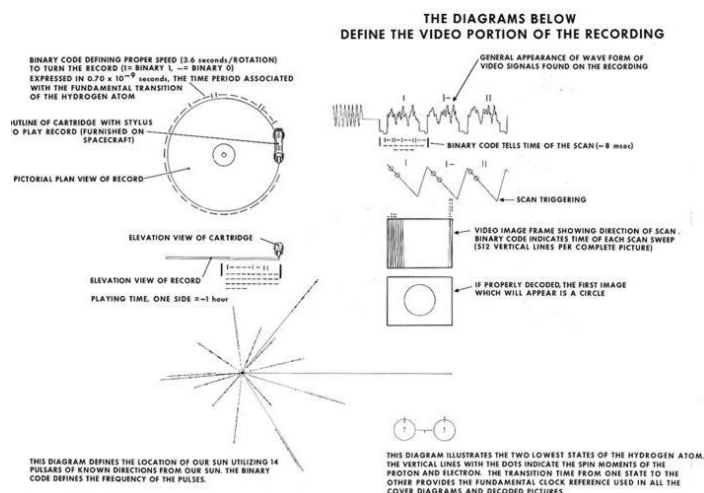 THE DIAGRAMS BELOW
DEFINE THE VIDEO PORTION OF THE RECORDING
BINARY CODE DEFINING PROPER SPEED (3.6 seconds/ROTATION)
TO TURN THE RECORD (1= BINARY 1, —= BINARY 0)
EXPRESSED IN 0.70 x 10⁻⁹ seconds, THE TIME PERIOD ASSOCIATED
WITH THE FUNDAMENTAL TRANSITION
OF THE HYDROGEN ATOM
OUTLINE OF CARTRIDGE WITH STYLUS
TO PLAY RECORD (FURNISHED ON
SPACECRAFT)
PICTORIAL PLAN VIEW OF RECORD
ELEVATION VIEW OF CARTRIDGE
ELEVATION VIEW OF RECORD
PLAYING TIME, ONE SIDE = ~1 hour
THIS DIAGRAM DEFINES THE LOCATION OF OUR SUN UTILIZING 14
PULSARS OF KNOWN DIRECTIONS FROM OUR SUN. THE BINARY
CODE DEFINES THE FREQUENCY OF THE PULSES.
GENERAL APPEARANCE OF WAVE FORM OF
VIDEO SIGNALS FOUND ON THE RECORDING
BINARY CODE TELLS TIME OF THE SCAN (~ 8 msec)
SCAN TRIGGERING
VIDEO IMAGE FRAME SHOWING DIRECTION OF SCAN.
BINARY CODE INDICATES TIME OF EACH SCAN SWEEP
(512 VERTICAL LINES PER COMPLETE PICTURE)
IF PROPERLY DECODED, THE FIRST IMAGE
WHICH WILL APPEAR IS A CIRCLE
THIS DIAGRAM ILLUSTRATES THE TWO LOWEST STATES OF THE HYDROGEN ATOM.
THE VERTICAL LINES WITH THE DOTS INDICATE THE SPIN MOMENTS OF THE
PROTON AND ELECTRON. THE TRANSITION TIME FROM ONE STATE TO THE
OTHER PROVIDES THE FUNDAMENTAL CLOCK REFERENCE USED IN ALL THE
COVER DIAGRAMS AND DECODED PICTURES.